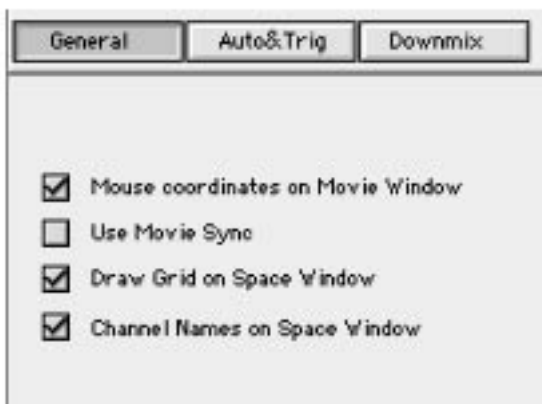 General Auto&Trig Downmix
Mouse coordinates on Movie Window
Use Movie Sync
Draw Grid on Space Window
Channel Names on Space Window